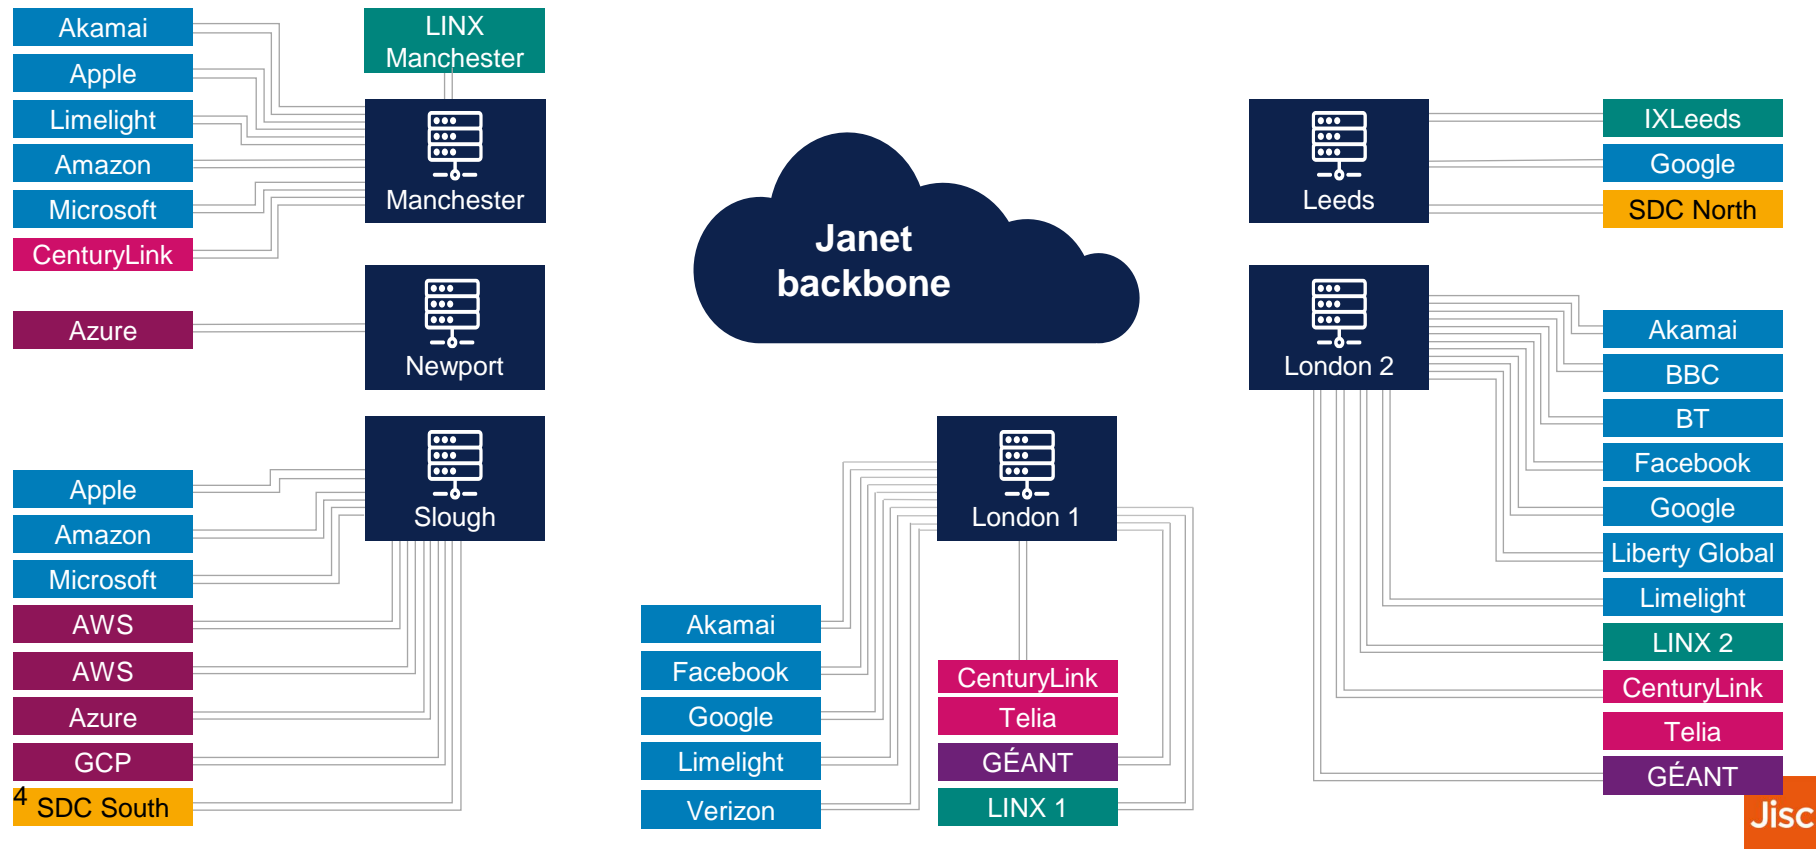 Akamai
Apple
Limelight
Amazon
Microsoft
CenturyLink
Azure
LINX
Manchester
Manchester
Newport
Slough
Apple
Amazon
Microsoft
AWS
AWS
Azure
GCP
4
SDC South
Janet
backbone
London 1
Akamai
Facebook
Google
Limelight
Verizon
CenturyLink
Telia
GÉANT
LINX 1
Leeds
IXLeeds
Google
SDC North
London 2
Akamai
BBC
BT
Facebook
Google
Liberty Global
Limelight
LINX 2
CenturyLink
Telia
GÉANT
Jisc